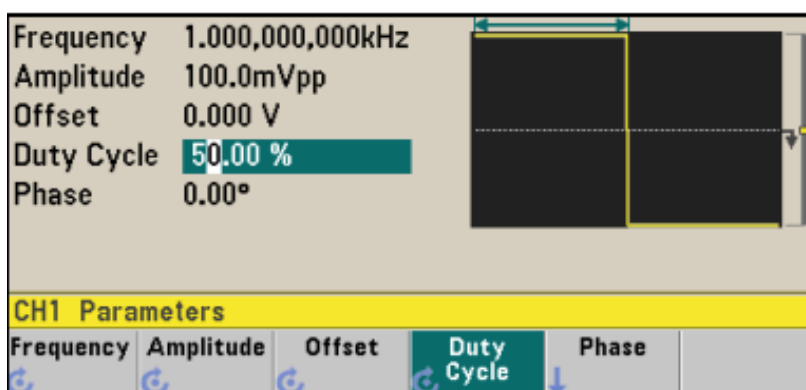 Frequency 1.000,000,000kHz
Amplitude 100.0mVpp
Offset 0.000 V
Duty Cycle 50.00 %
Phase 0.00°
CH1 Parameters
Frequency Amplitude Offset Duty Cycle Phase